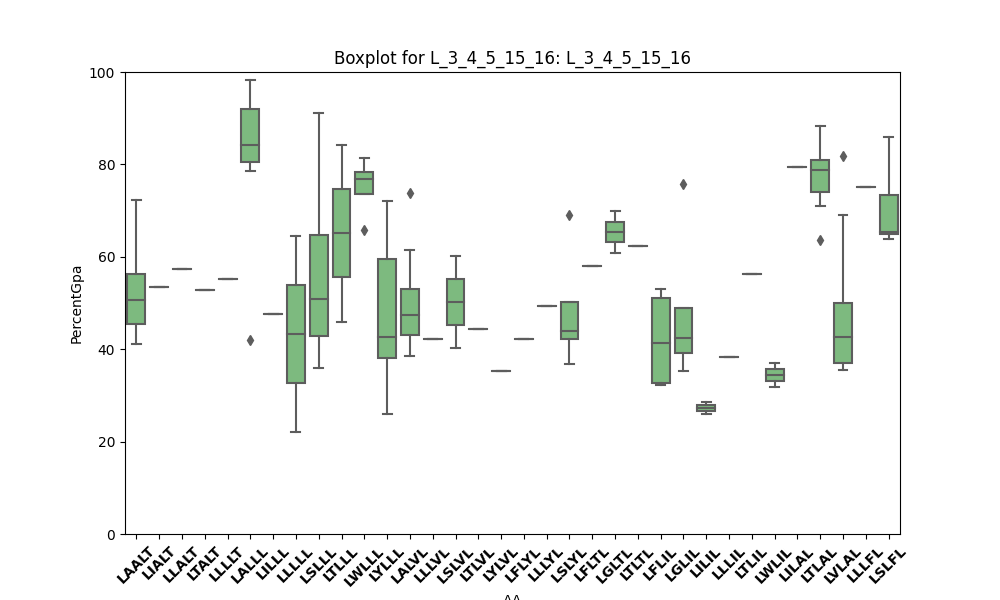 Boxplot for L_3_4_5_15_16: L_3_4_5_15_16
PercentGpa
100
80
60
40
20
0
LAALT
LIALT
LLALT
LTALT
LLLLT
LALLL
LILLL
LLLLL
LSLLL
LTLLL
LWLLL
LYLLL
LALVL
LLLVL
LSLVL
LTLVL
LYLVL
LFLYL
LLLYL
LSLYL
LFLTL
LGLTL
LTLTL
LFLIL
LGLIL
LILIL
LLLIL
LTLIL
LWLIL
LILAL
LTLAL
LVLAL
LLLFL
LSLFL
AA